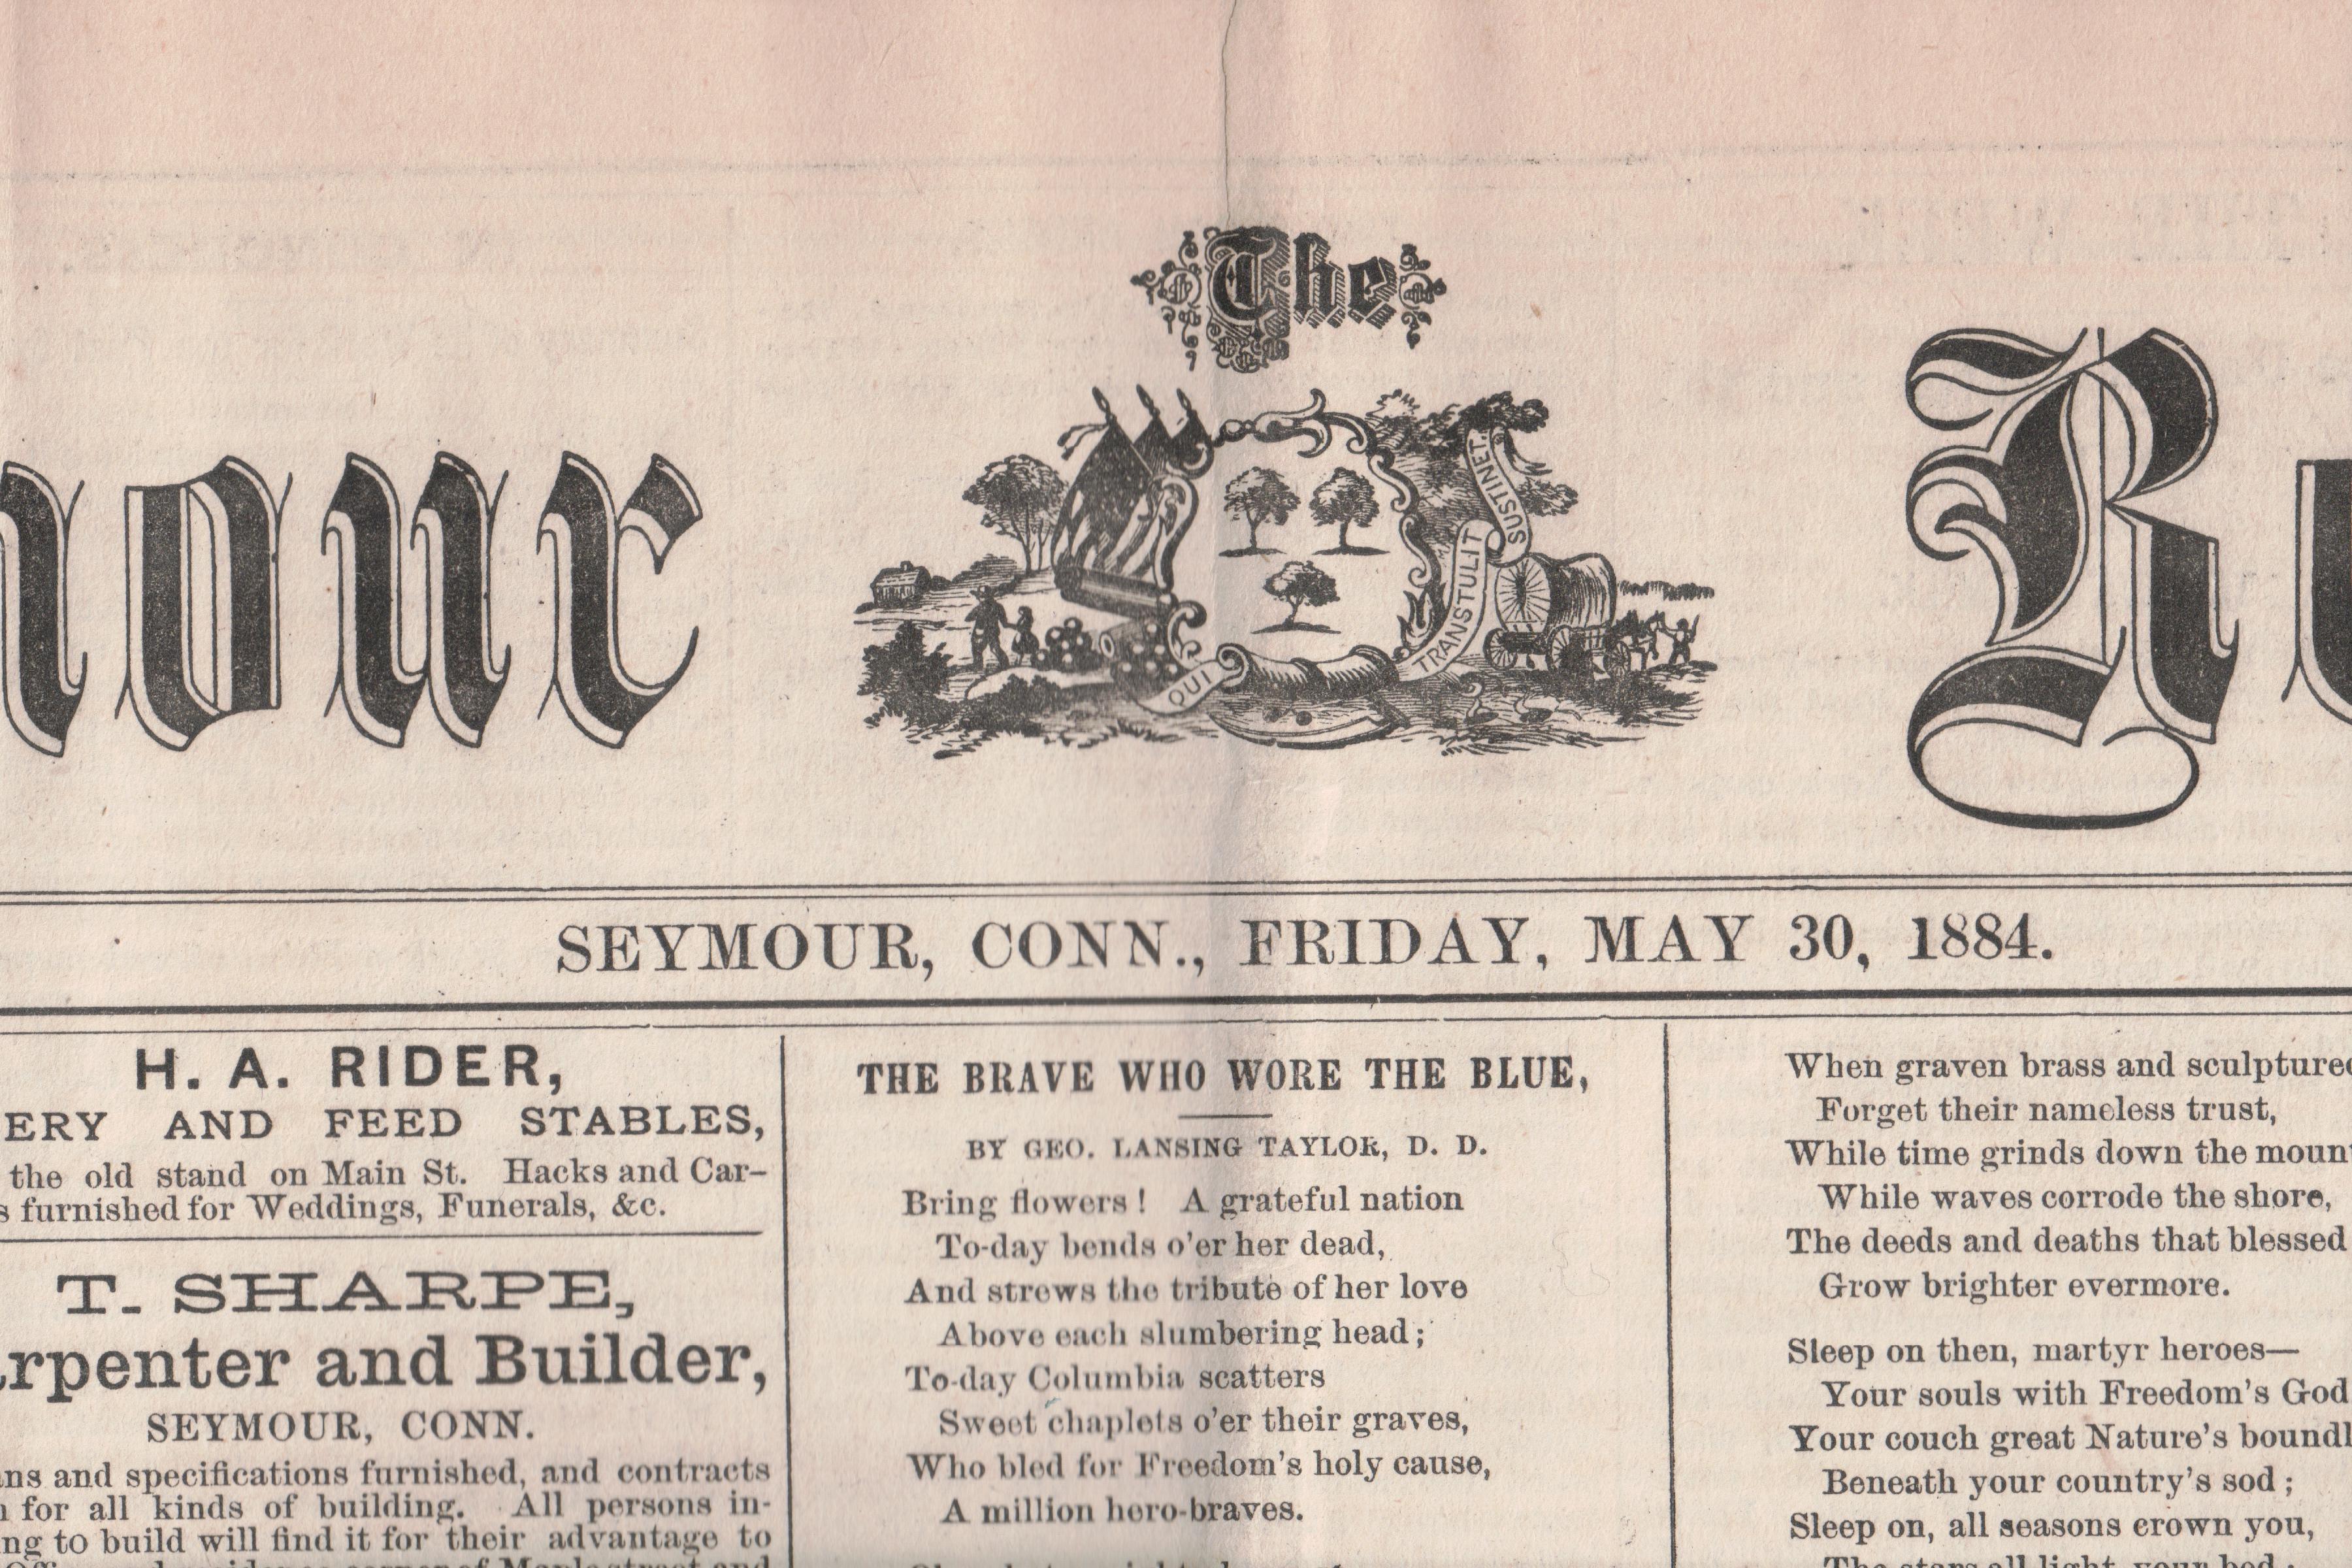 The
our
R
QUI TRANSTULIT SUSTINET.
SEYMOUR, CONN., FRIDAY, MAY 30, 1884.
H. A. RIDER,
ERY AND FEED STABLES,
the old stand on Main St. Hacks and Car-
s furnished for Weddings, Funerals, &c.
T. SHARPE,
rpenter and Builder,
SEYMOUR, CONN.
ns and specifications furnished, and contracts
for all kinds of building. All persons in-
ng to build will find it for their advantage to
THE BRAVE WHO WORE THE BLUE,
BY GEO. LANSING TAYLOR, D. D.
Bring flowers! A grateful nation
To-day bends o'er her dead,
And strews the tribute of her love
Above each slumbering head;
To-day Columbia scatters
Sweet chaplets o'er their graves,
Who bled for Freedom's holy cause,
A million hero-braves.
When graven brass and sculptured
Forget their nameless trust,
While time grinds down the moun
While waves corrode the shore,
The deeds and deaths that blessed
Grow brighter evermore.
Sleep on then, martyr heroes—
Your souls with Freedom's God
Your couch great Nature's boundl
Beneath your country's sod;
Sleep on, all seasons crown you,
The stars all light your bed;